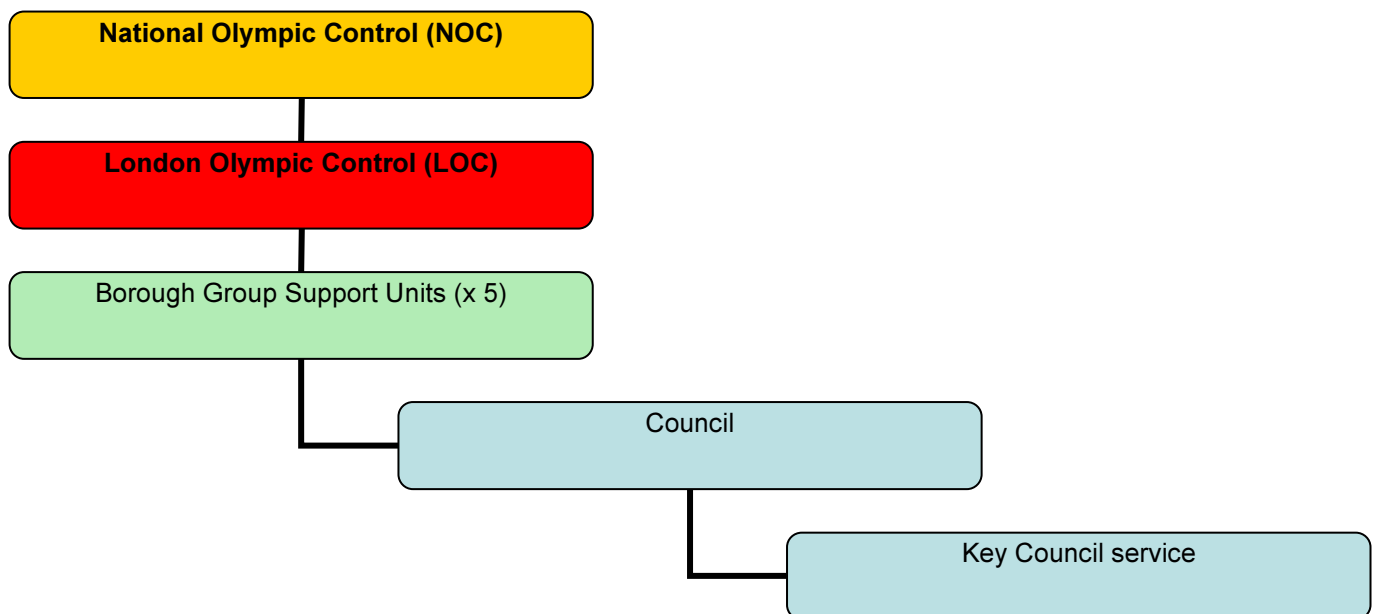 National Olympic Control (NOC)
London Olympic Control (LOC)
Borough Group Support Units (x 5)
Council
Key Council service